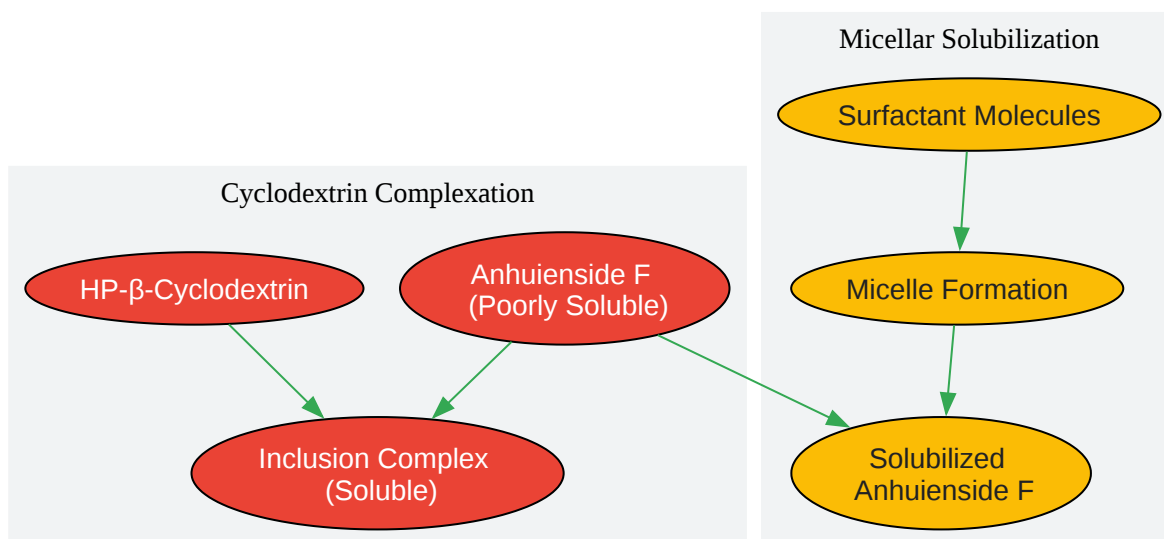 Micellar Solubilization
Surfactant Molecules
Cyclodextrin Complexation
HP-β-Cyclodextrin
Anhuienside F
(Poorly Soluble)
Micelle Formation
Inclusion Complex
(Soluble)
Solubilized
Anhuienside F